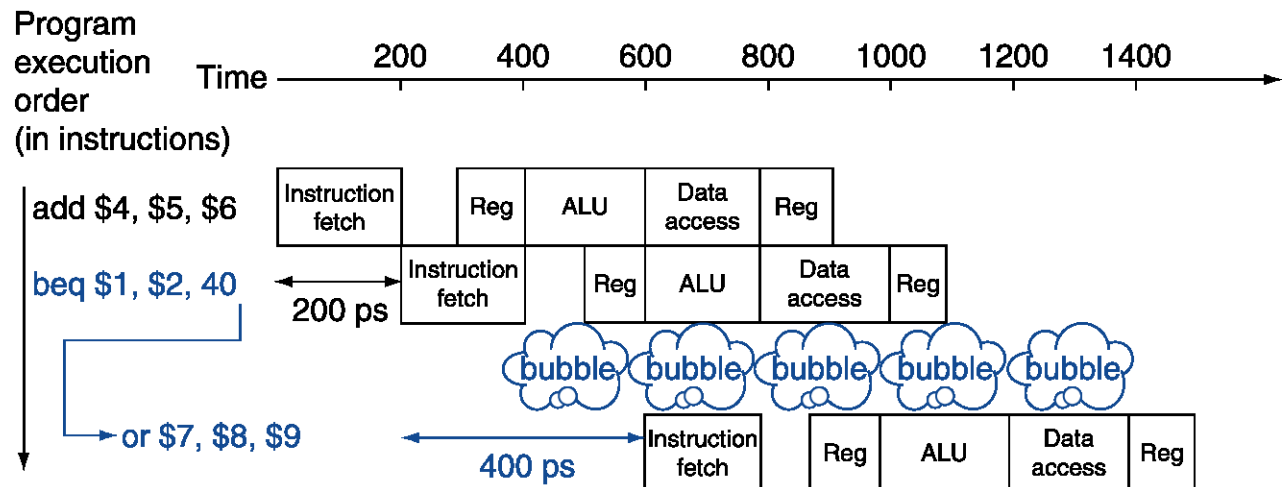 Program
execution
order
(in instructions)
Time
200 400 600 800 1000 1200 1400
add $4, $5, $6
Instruction
fetch
Reg
ALU
Data
access
Reg
beq $1, $2, 40
200 ps
Instruction
fetch
Reg
ALU
Data
access
Reg
bubble bubble bubble bubble bubble
or $7, $8, $9
400 ps
Instruction
fetch
Reg
ALU
Data
access
Reg